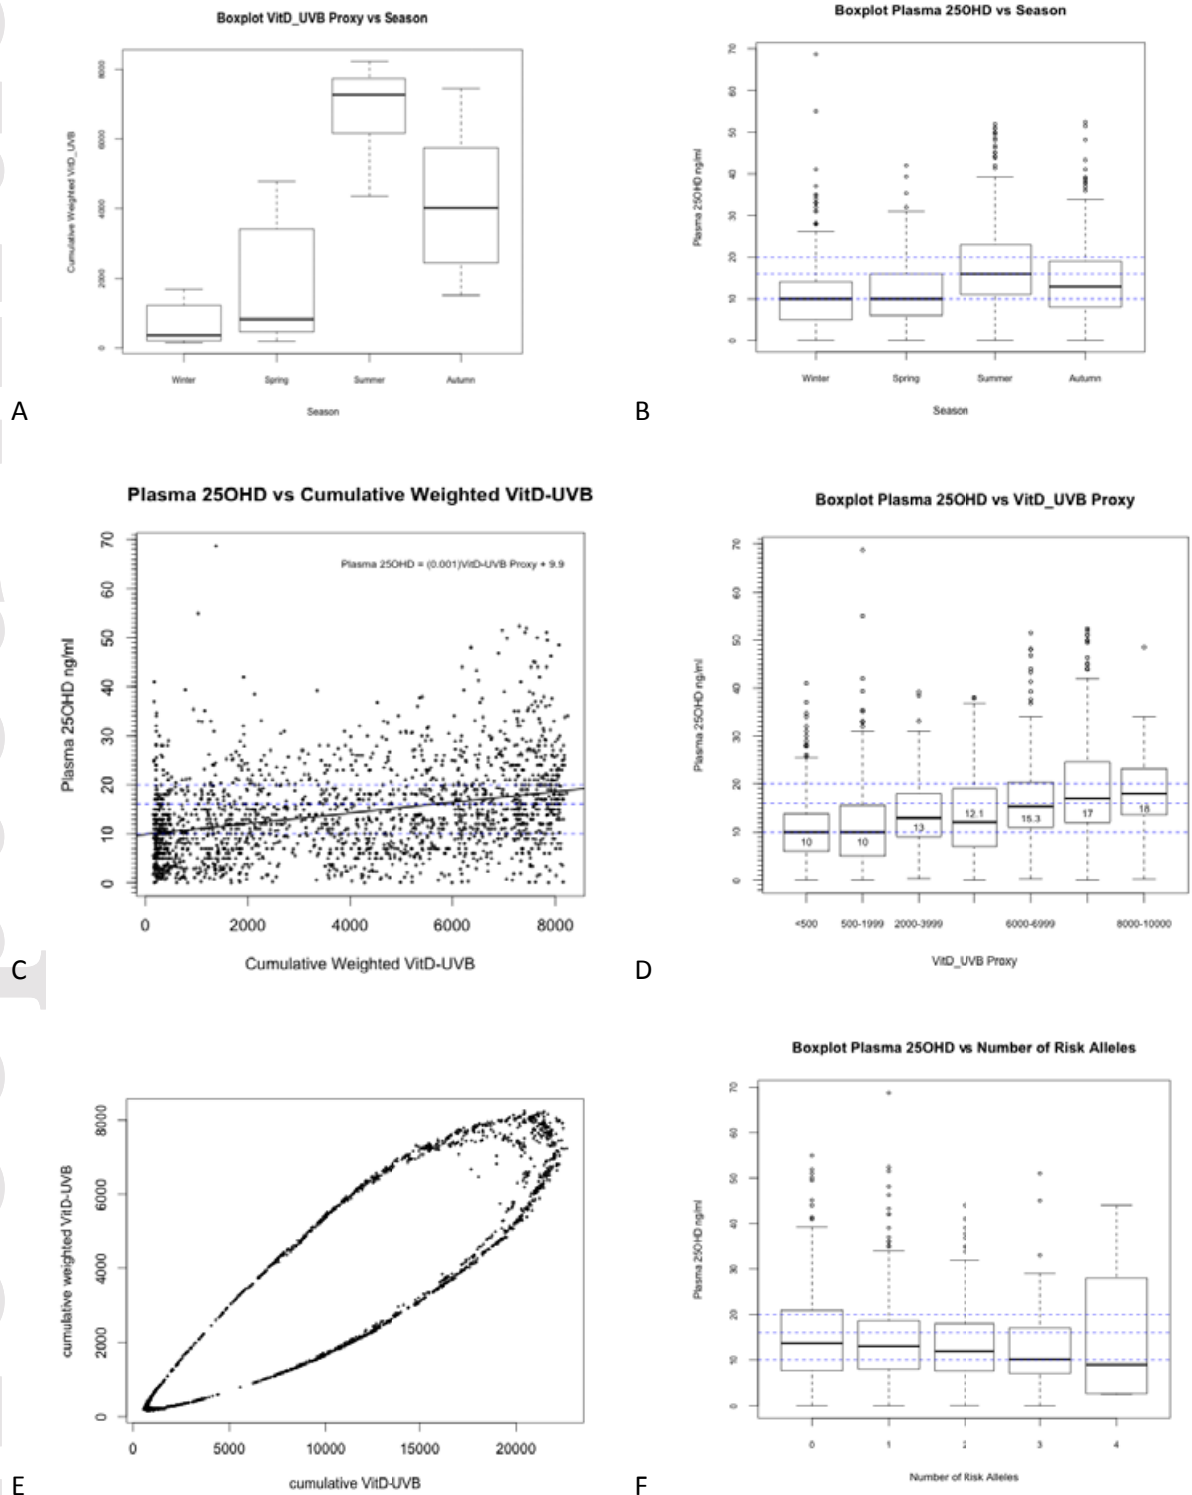 Boxplot VitD_UVB Proxy vs Season
Cumulative Weighted VitD_UVB
8000
6000
4000
2000
0
Winter Spring Summer Autumn
Season
A
Boxplot Plasma 25OHD vs Season
Plasma 25OHD ng/ml
70
60
50
40
30
20
10
0
Winter Spring Summer Autumn
Season
B
Plasma 25OHD vs Cumulative Weighted VitD-UVB
Plasma 25OHD = (0.001)VitD-UVB Proxy + 9.9
Plasma 25OHD ng/ml
70
60
50
40
30
20
10
0
0 2000 4000 6000 8000
Cumulative Weighted VitD-UVB
C
Boxplot Plasma 25OHD vs VitD_UVB Proxy
Plasma 25OHD ng/ml
70
60
50
40
30
20
10
0
10 10 13 12.1 15.3 17 18
<500 500-1999 2000-3999 6000-6999 8000-10000
VitD_UVB Proxy
D
cumulative weighted VitD-UVB
8000
6000
4000
2000
0
0 5000 10000 15000 20000
cumulative VitD-UVB
E
Boxplot Plasma 25OHD vs Number of Risk Alleles
Plasma 25OHD ng/ml
70
60
50
40
30
20
10
0
0 1 2 3 4
Number of Risk Alleles
F